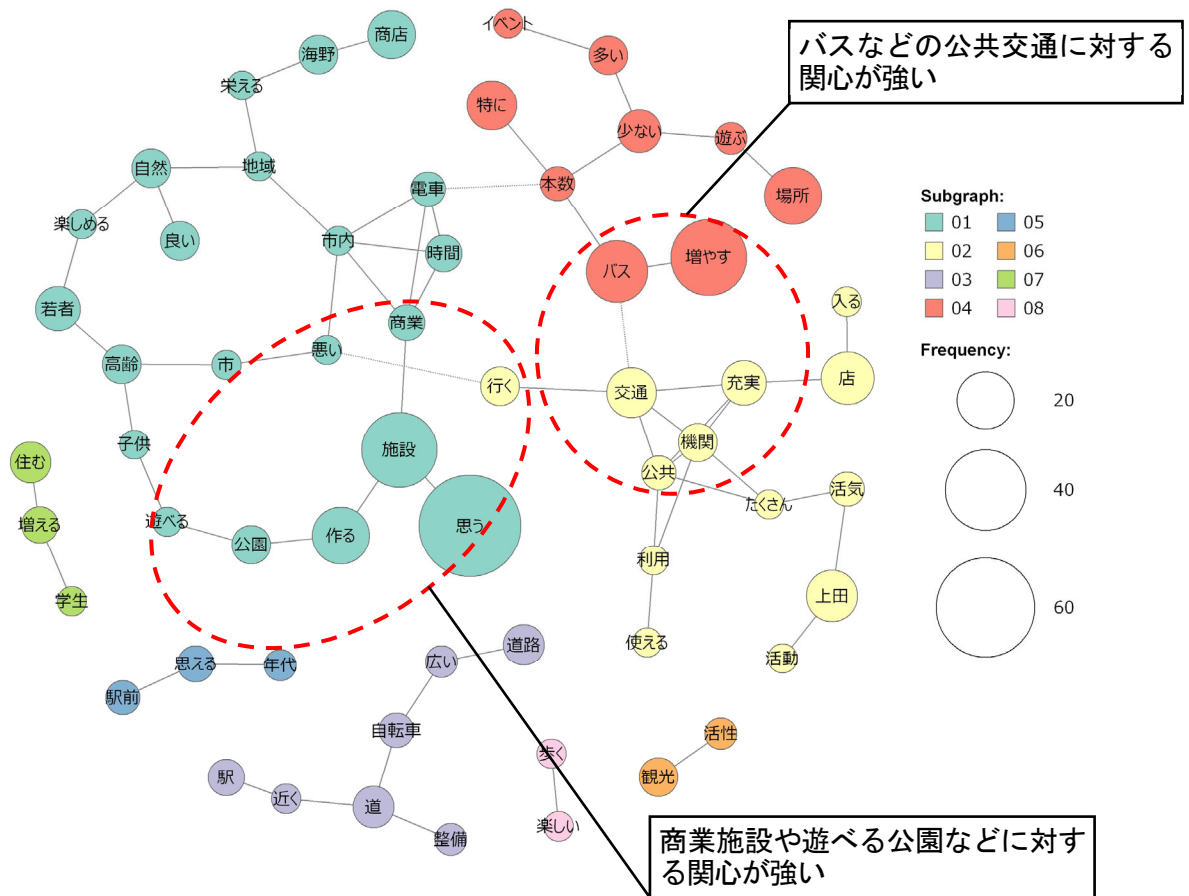 イベント
商店
海野
多い
バスなどの公共交通に対する
関心が強い
栄える
特に
少ない
遊ぶ
自然
地域
電車
本数
場所
楽しめる
良い
市内
時間
バス
増やす
若者
商業
入る
高齢
市
悪い
行く
交通
充実
店
子供
施設
機関
公共
住む
増える
遊べる
公園
作る
思う
たくさん
活気
利用
学生
上田
使える
活動
思える
年代
駅前
広い
道路
自転車
活性
歩く
観光
駅
近く
道
整備
楽しい
商業施設や遊べる公園などに対す
る関心が強い
Subgraph:
01 05
02 06
03 07
04 08
Frequency:
20
40
60